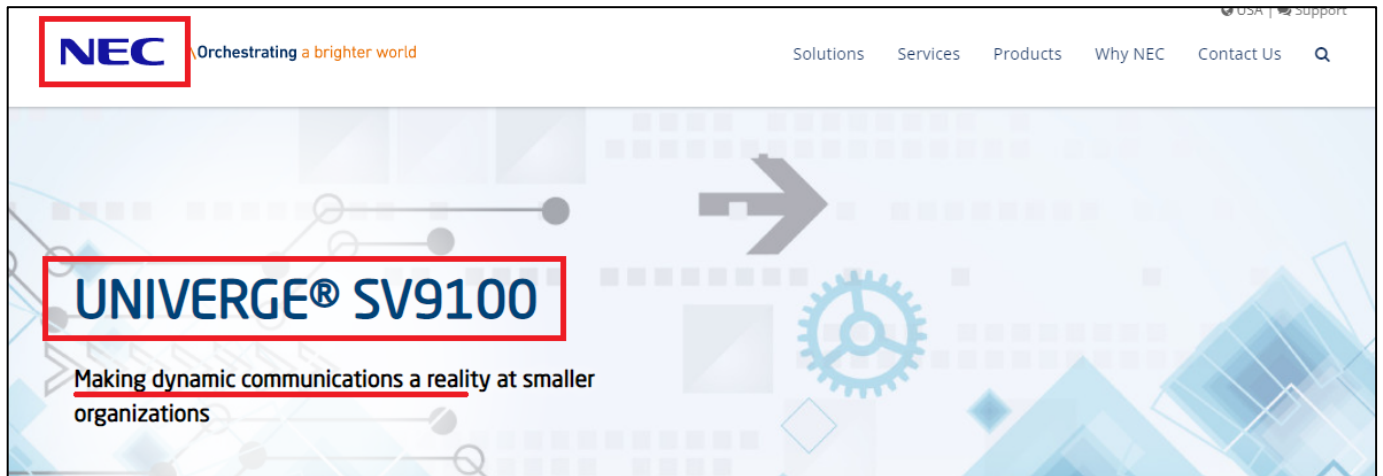 USA | Support
NEC \Orchestrating a brighter world
Solutions Services Products Why NEC Contact Us
UNIVERGE® SV9100
Making dynamic communications a reality at smaller
organizations